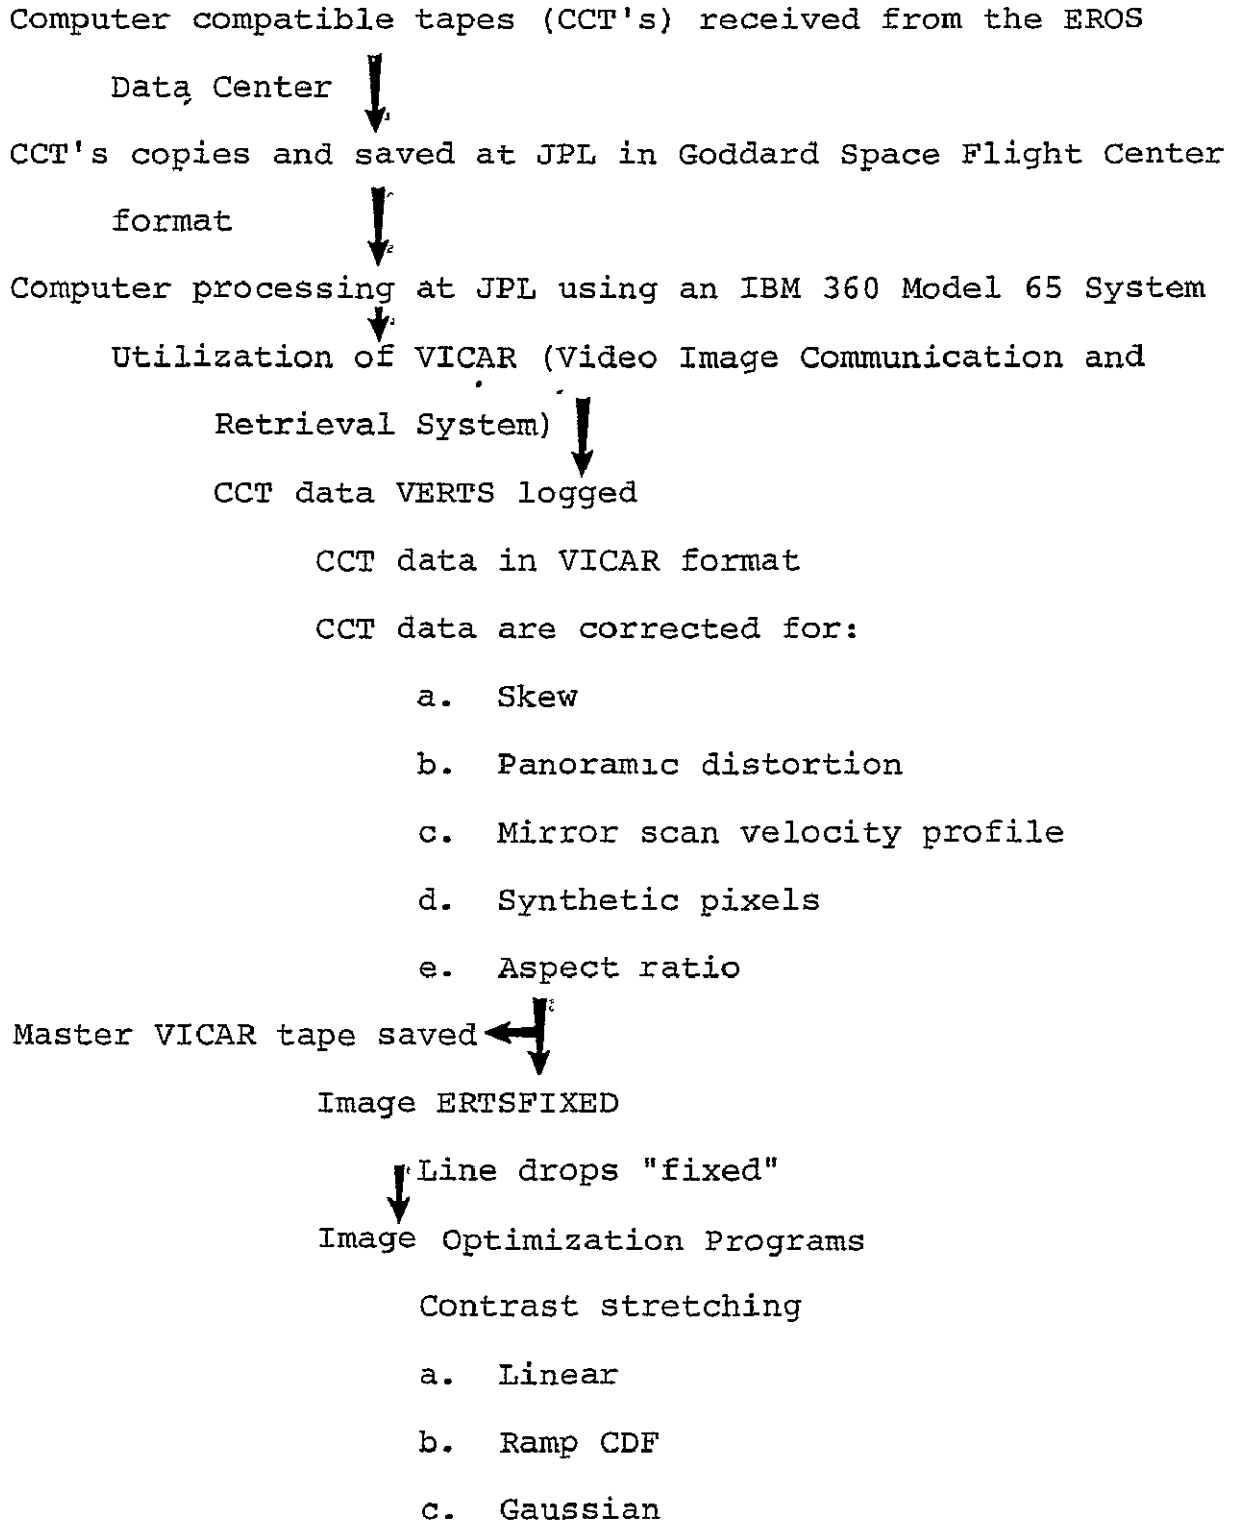 Computer compatible tapes (CCT's) received from the EROS
Data Center
CCT's copies and saved at JPL in Goddard Space Flight Center
format
Computer processing at JPL using an IBM 360 Model 65 System
Utilization of VICAR (Video Image Communication and
Retrieval System)
CCT data VERTS logged
CCT data in VICAR format
CCT data are corrected for:
a. Skew
b. Panoramic distortion
c. Mirror scan velocity profile
d. Synthetic pixels
e. Aspect ratio
Master VICAR tape saved
Image ERTSFIXED
Line drops "fixed"
Image Optimization Programs
Contrast stretching
a. Linear
b. Ramp CDF
c. Gaussian